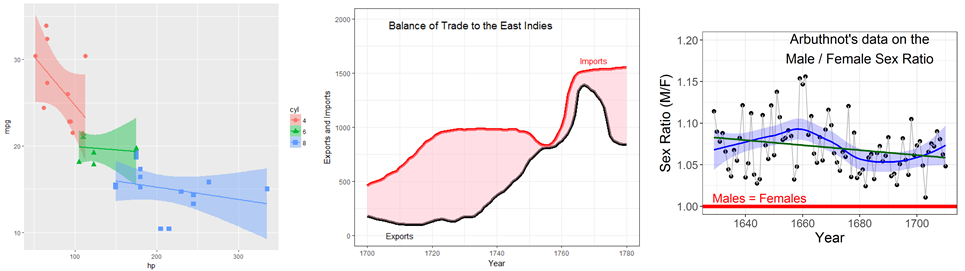 30
20
10
mpg
100
200
300
hp
cyl
4
6
8
Balance of Trade to the East Indies
Imports
Exports
Exports and Imports
1500
1000
500
0
1700
1720
1740
1760
1780
Year
Arbuthnot's data on the
Male / Female Sex Ratio
Sex Ratio (M/F)
1.20
1.15
1.10
1.05
1.00
Males = Females
1640
1660
1680
1700
Year